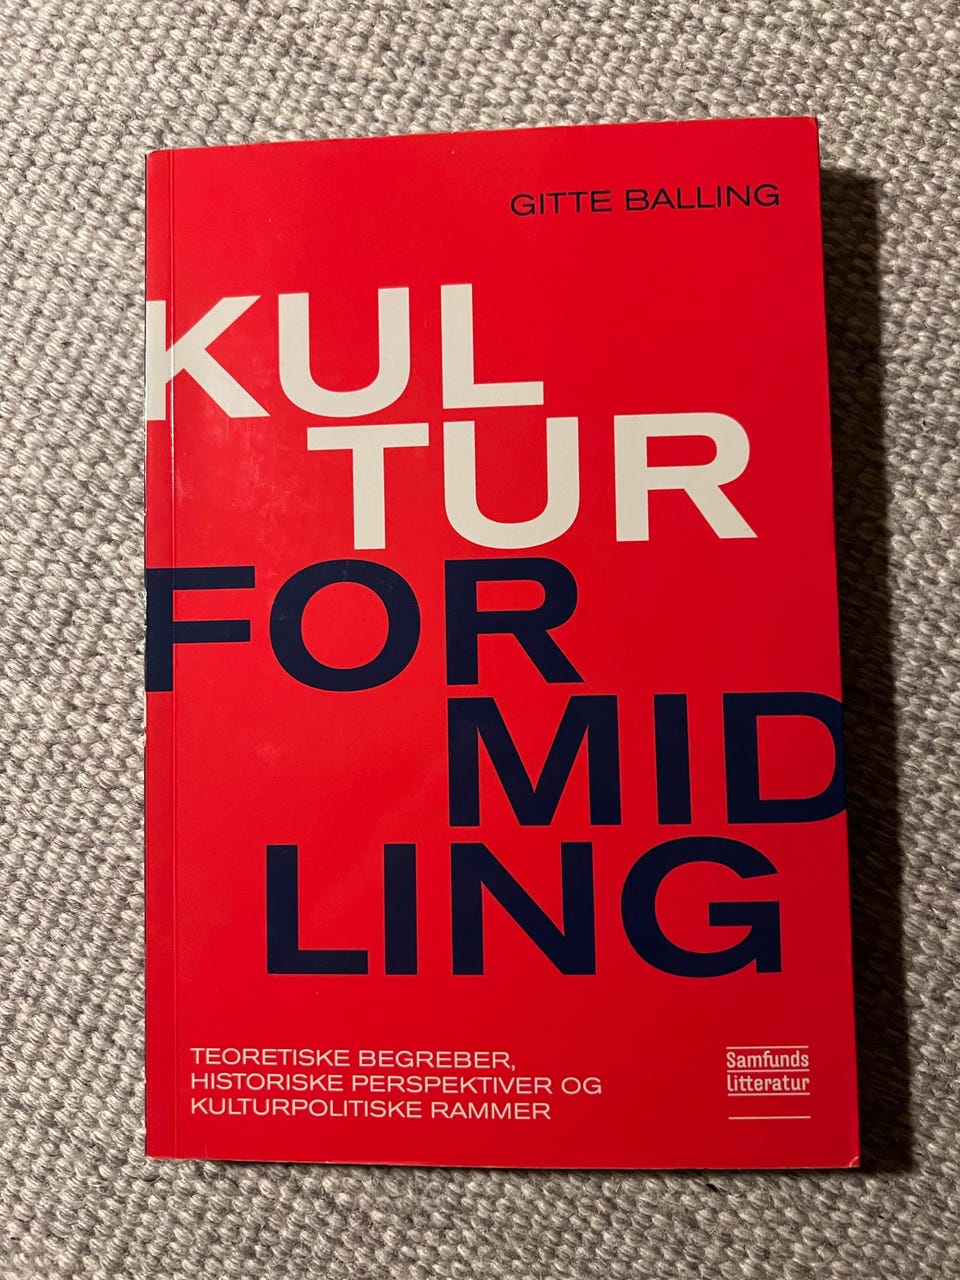 GITTE BALLING
KUL
TUR
FOR
MID
LING
TEORETISKE BEGREBER,
HISTORISKE PERSPEKTIVER OG
KULTURPOLITISKE RAMMER
Samfunds
litteratur